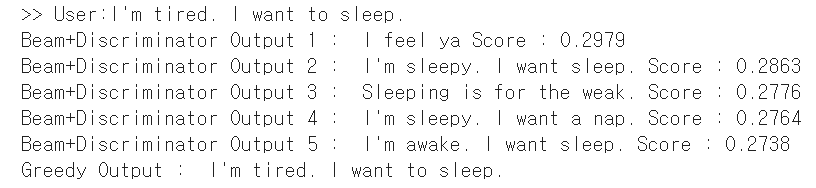 >> User:I'm tired. I want to sleep.
Beam+Discriminator Output 1 : I feel ya Score : 0.2979
Beam+Discriminator Output 2 : I'm sleepy. I want sleep. Score : 0.2863
Beam+Discriminator Output 3 : Sleeping is for the weak. Score : 0.2776
Beam+Discriminator Output 4 : I'm sleepy. I want a nap. Score : 0.2764
Beam+Discriminator Output 5 : I'm awake. I want sleep. Score : 0.2738
Greedy Output : I'm tired. I want to sleep.